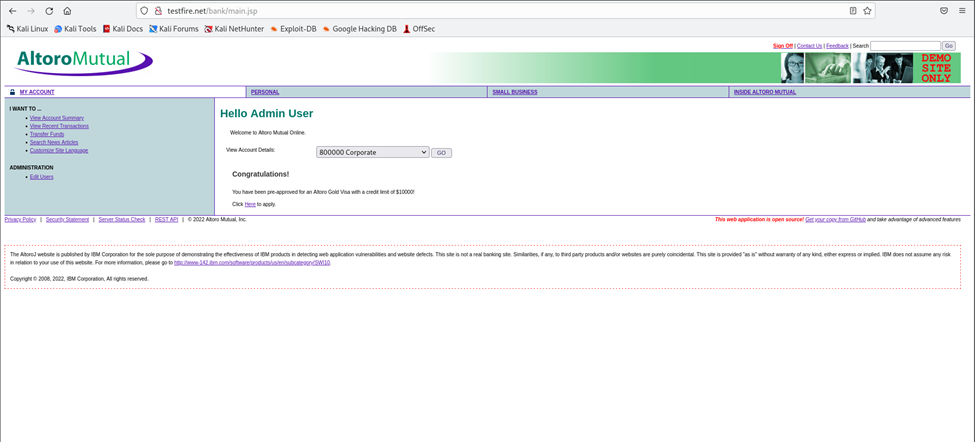 testfire.net/bank/main.jsp
Kali Linux Kali Tools Kali Docs Kali Forums Kali NetHunter Exploit-DB Google Hacking DB OffSec
Sign Off | Contact Us | Feedback | Search Go
AltoroMutual
DEMO
SITE
ONLY
MY ACCOUNT PERSONAL SMALL BUSINESS INSIDE ALTORO MUTUAL
I WANT TO ...
• View Account Summary
• View Recent Transactions
• Transfer Funds
• Search News Articles
• Customize Site Language
ADMINISTRATION
• Edit Users
Hello Admin User
Welcome to Altoro Mutual Online.
View Account Details: 800000 Corporate GO
Congratulations!
You have been pre-approved for an Altoro Gold Visa with a credit limit of $10000!
Click Here to apply.
Privacy Policy | Security Statement | Server Status Check | REST API | © 2022 Altoro Mutual, Inc. This web application is open source! Get your copy from GitHub and take advantage of advanced features
The AltoroJ website is published by IBM Corporation for the sole purpose of demonstrating the effectiveness of IBM products in detecting web application vulnerabilities and website defects. This site is not a real banking site. Similarities, if any, to third party products and/or websites are purely coincidental. This site is provided "as is" without warranty of any kind, either express or implied. IBM does not assume any risk
in relation to your use of this website. For more information, please go to http://www-142.ibm.com/software/products/us/en/subcategory/SWI10.
Copyright © 2008, 2022, IBM Corporation, All rights reserved.